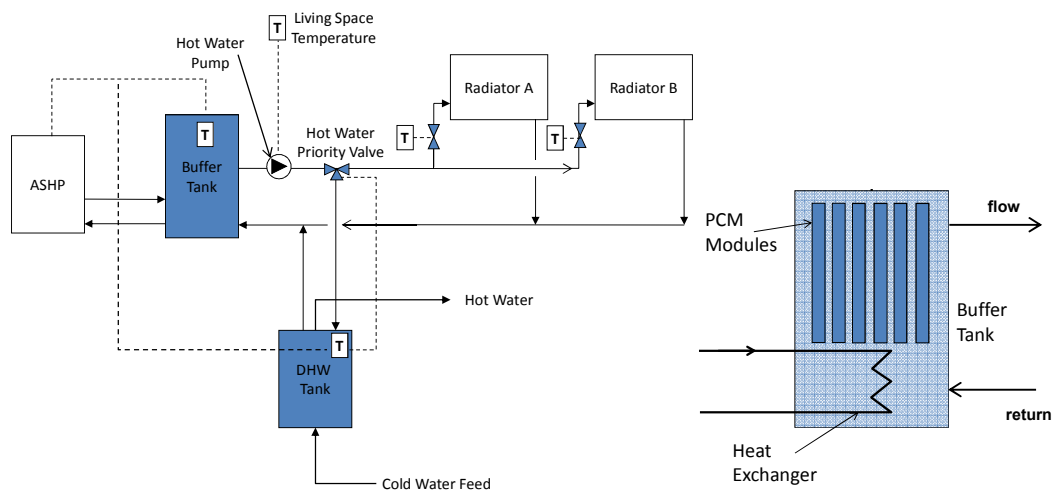 T
Living Space
Temperature
Hot Water
Pump
Radiator A
Radiator B
T
Buffer
Tank
Hot Water
Priority Valve
T
T
ASHP
PCM
Modules
flow
Hot Water
Buffer
Tank
T
DHW
Tank
return
Heat
Exchanger
Cold Water Feed